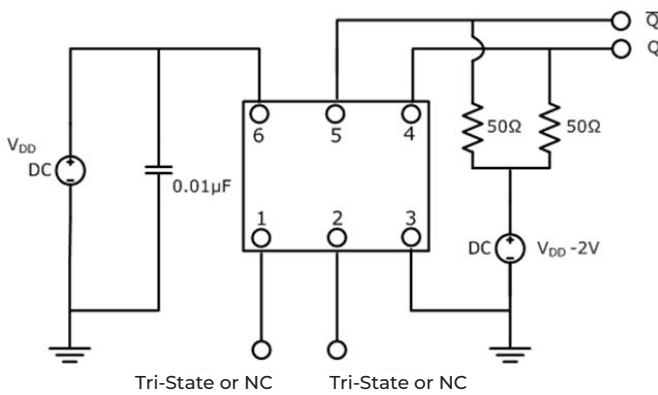 Q̅
Q
6
5
4
50Ω
50Ω
V_DD
DC
0.01µF
1
2
3
DC
V_DD -2V
Tri-State or NC
Tri-State or NC